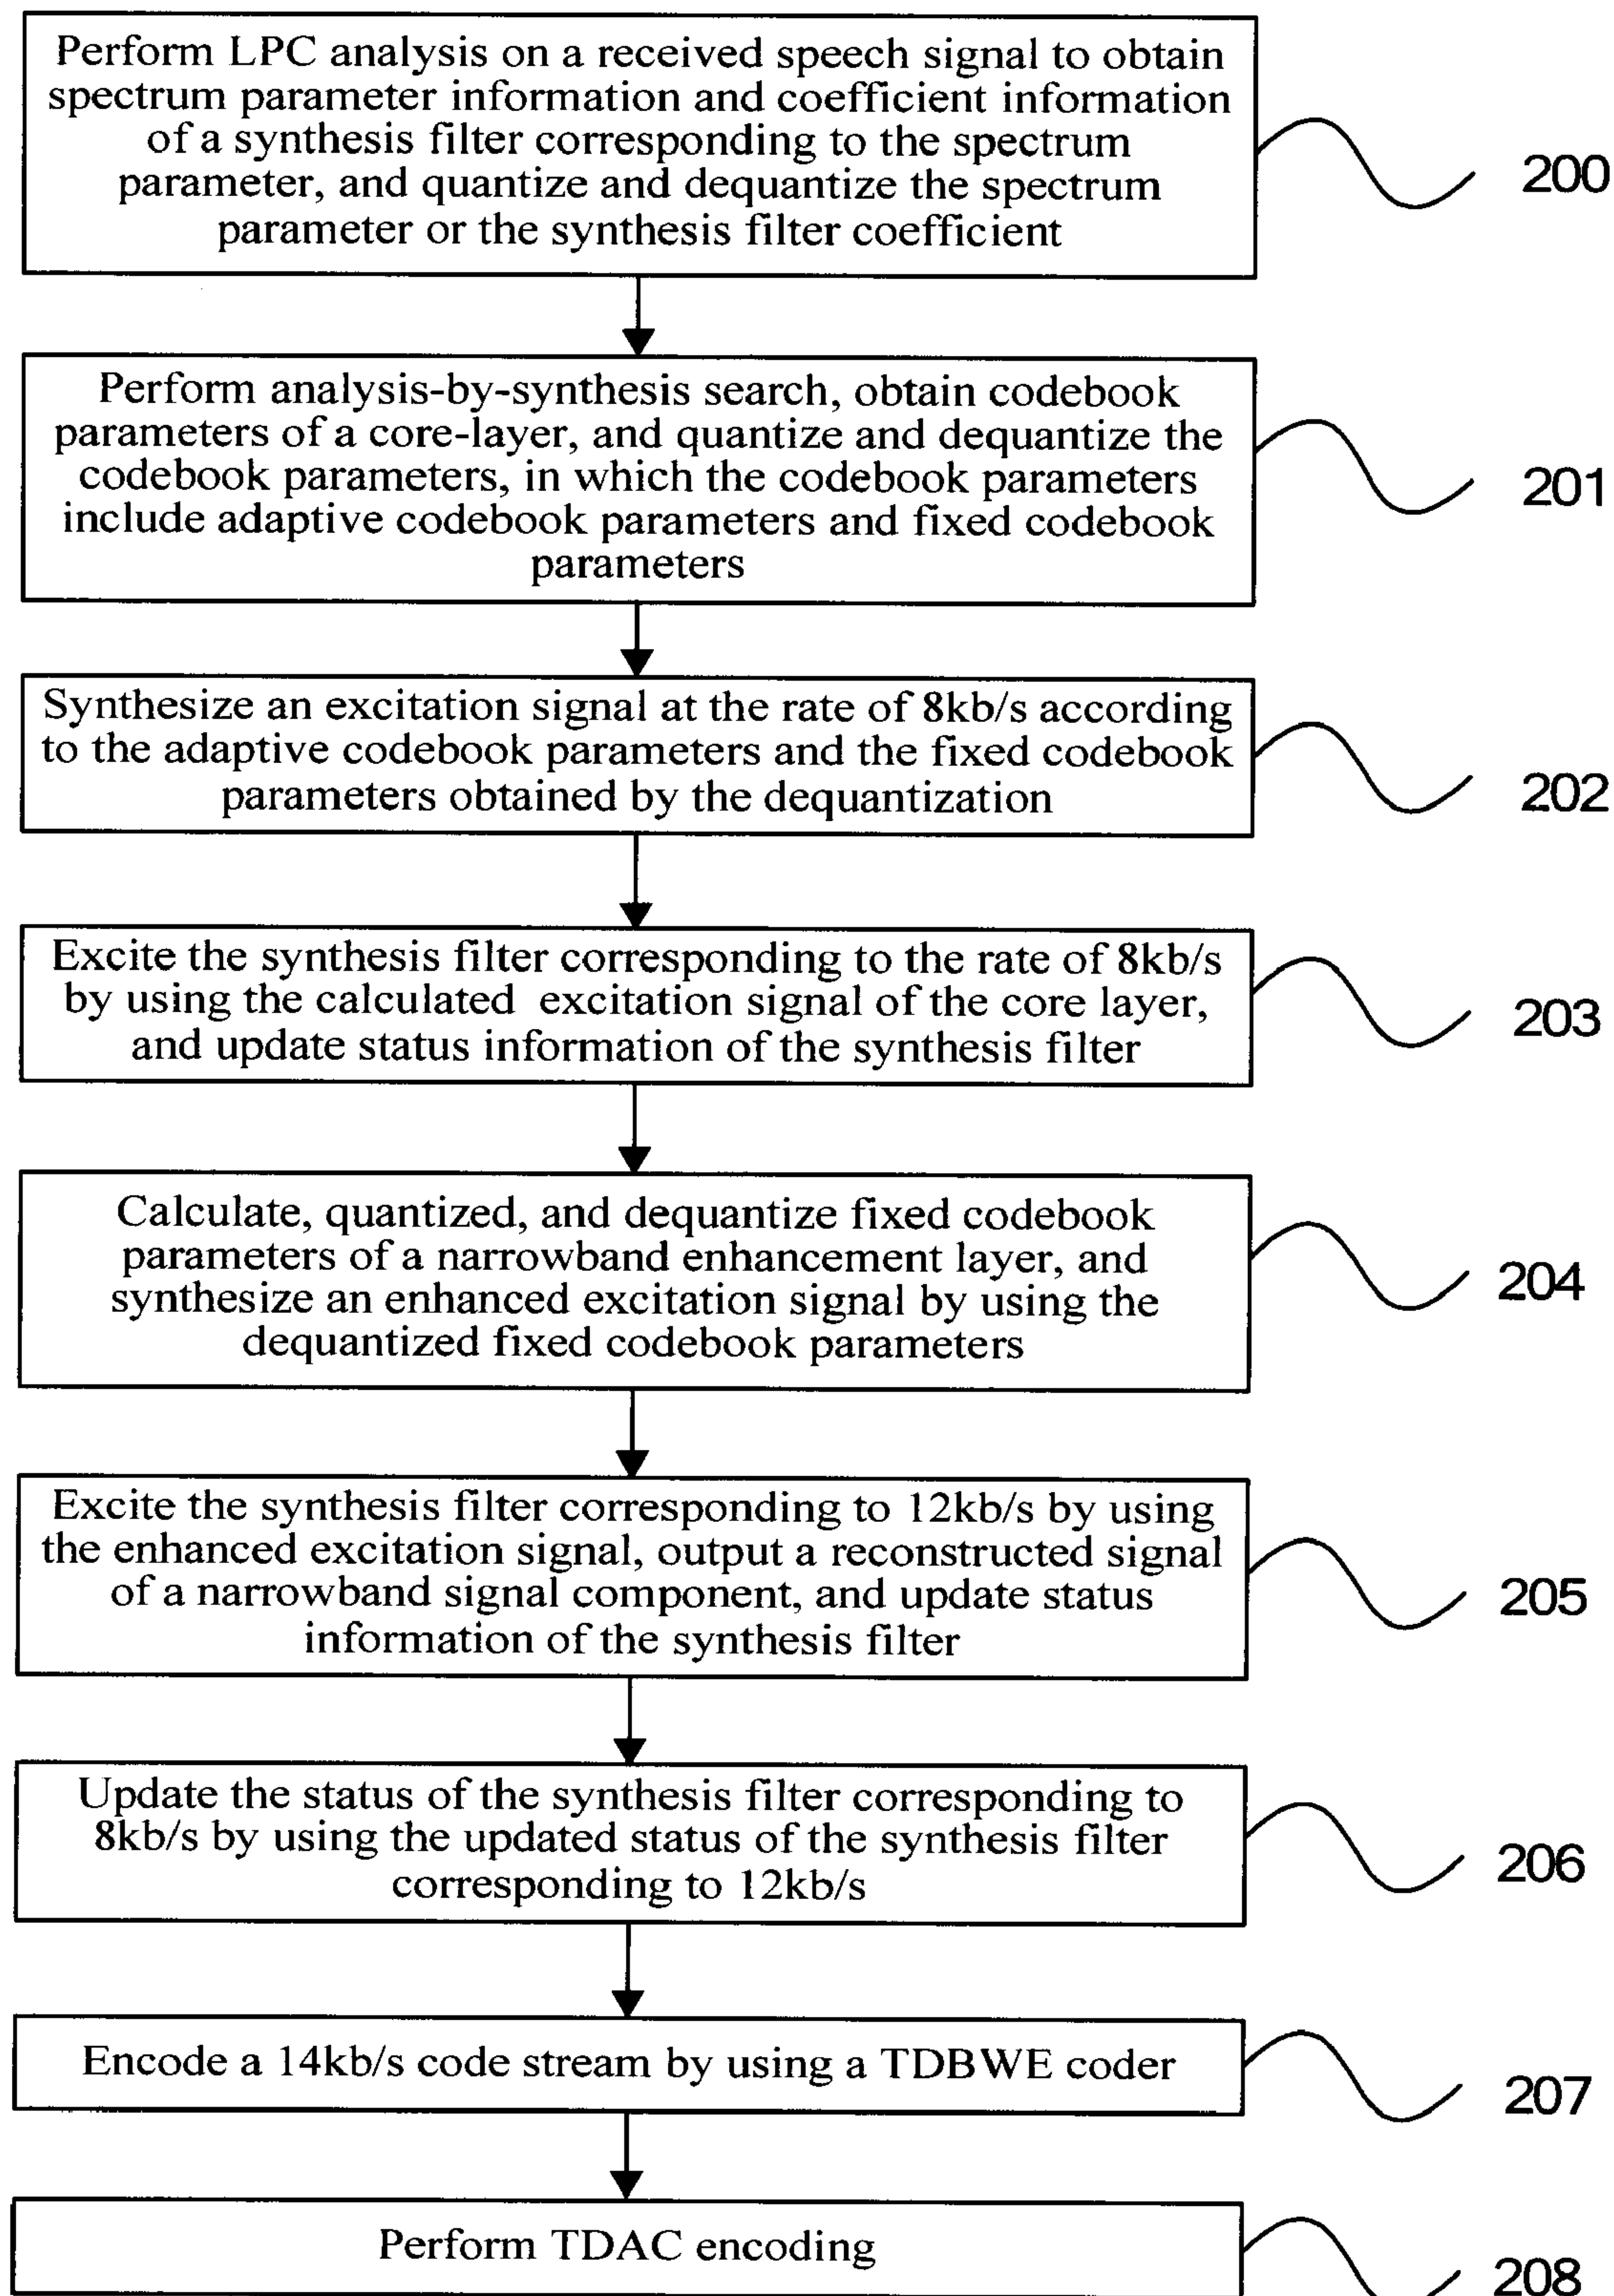 Perform LPC analysis on a received speech signal to obtain
spectrum parameter information and coefficient information
of a synthesis filter corresponding to the spectrum
parameter, and quantize and dequantize the spectrum
parameter or the synthesis filter coefficient
200
Perform analysis-by-synthesis search, obtain codebook
parameters of a core-layer, and quantize and dequantize the
codebook parameters, in which the codebook parameters
include adaptive codebook parameters and fixed codebook
parameters
201
Synthesize an excitation signal at the rate of 8kb/s according
to the adaptive codebook parameters and the fixed codebook
parameters obtained by the dequantization
202
Excite the synthesis filter corresponding to the rate of 8kb/s
by using the calculated excitation signal of the core layer,
and update status information of the synthesis filter
203
Calculate, quantized, and dequantize fixed codebook
parameters of a narrowband enhancement layer, and
synthesize an enhanced excitation signal by using the
dequantized fixed codebook parameters
204
Excite the synthesis filter corresponding to 12kb/s by using
the enhanced excitation signal, output a reconstructed signal
of a narrowband signal component, and update status
information of the synthesis filter
205
Update the status of the synthesis filter corresponding to
8kb/s by using the updated status of the synthesis filter
corresponding to 12kb/s
206
Encode a 14kb/s code stream by using a TDBWE coder
207
Perform TDAC encoding
208